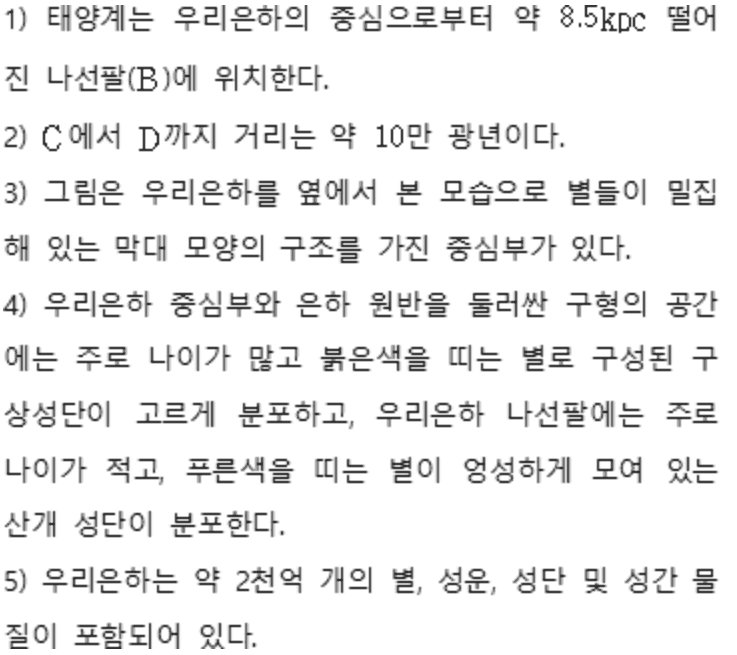 1) 태양계는 우리은하의 중심으로부터 약 8.5kpc 떨어
진 나선팔(B)에 위치한다.
2) C에서 D까지 거리는 약 10만 광년이다.
3) 그림은 우리은하를 옆에서 본 모습으로 별들이 밀집
해 있는 막대 모양의 구조를 가진 중심부가 있다.
4) 우리은하 중심부와 은하 원반을 둘러싼 구형의 공간
에는 주로 나이가 많고 붉은색을 띠는 별로 구성된 구
상성단이 고르게 분포하고, 우리은하 나선팔에는 주로
나이가 적고, 푸른색을 띠는 별이 엉성하게 모여 있는
산개 성단이 분포한다.
5) 우리은하는 약 2천억 개의 별, 성운, 성단 및 성간 물
질이 포함되어 있다.